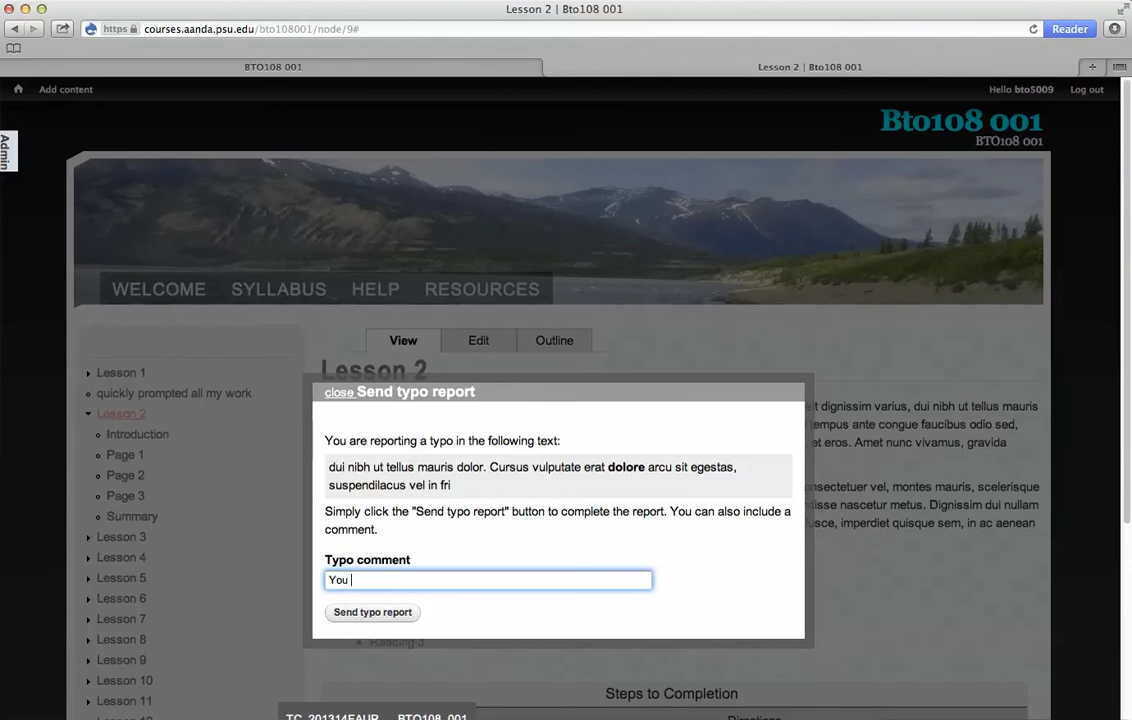 Lesson 2 | Bto108 001
https courses.aanda.psu.edu/bto108001/node/9#
Reader
BTO108 001
Lesson 2 | Bto108 001
Add content
Hello bto5009
Log out
Admin
Bto108 001
BTO108 001
WELCOME SYLLABUS HELP RESOURCES
View Edit Outline
Lesson 2
Lesson 1
quickly prompted all my work
Lesson 2
Introduction
Page 1
Page 2
Page 3
Summary
Lesson 3
Lesson 4
Lesson 5
Lesson 6
Lesson 7
Lesson 8
Lesson 9
Lesson 10
Lesson 11
close Send typo report
You are reporting a typo in the following text:
dui nibh ut tellus mauris dolor. Cursus vulputate erat dolore arcu sit egestas,
suspendilacus vel in fri
Simply click the "Send typo report" button to complete the report. You can also include a
comment.
Typo comment
You
Send typo report
dignissim varius, dui nibh ut tellus mauris
tempus ante congue faucibus odio sed,
et eros. Amet nunc vivamus, gravida
vel, montes mauris, scelerisque
nascetur metus. Dignissim dui nundum
imperdiet quisque sem, in ac aenean
Reading 3
Steps to Completion
Directions
TC_201314FAUR BTO108_001